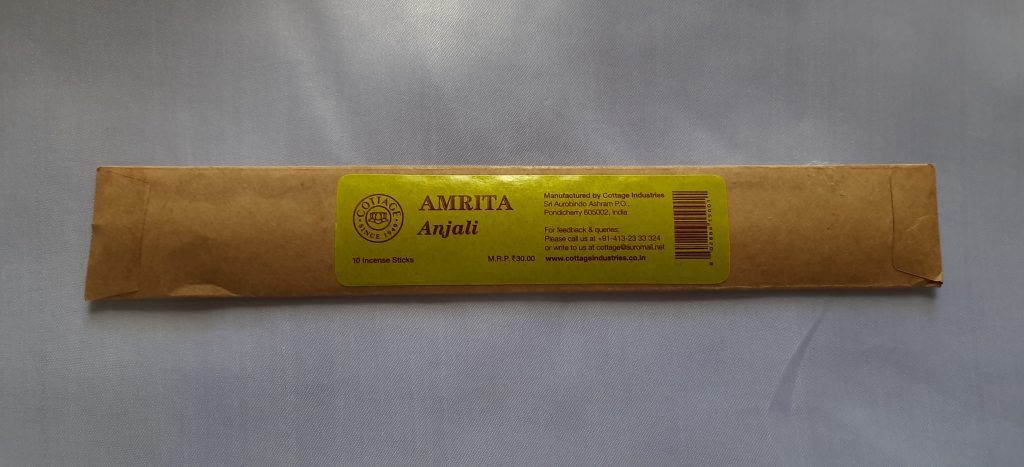 COTTAGE
SINCE 1949
AMRITA
Anjali
10 Incense Sticks
M.R.P. ₹30.00
Manufactured by Cottage Industries
Sri Aurobindo Ashram P.O.,
Pondicherry 605002, India
For feedback & queries:
Please call us at +91-413-23 33 324
or write to us at cottage@auromail.net
www.cottageindustries.co.in